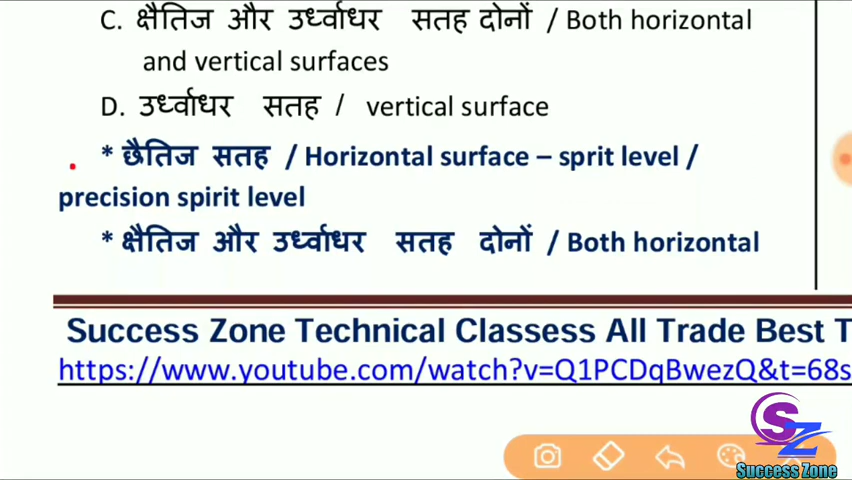 C. क्षैतिज और उर्ध्वाधर सतह दोनों / Both horizontal
and vertical surfaces
D. उर्ध्वाधर सतह / vertical surface
* छैतिज सतह / Horizontal surface – sprit level /
precision spirit level
* क्षैतिज और उर्ध्वाधर सतह दोनों / Both horizontal
Success Zone Technical Classess All Trade Best T
https://www.youtube.com/watch?v=Q1PCDqBwezQ&t=68s
SZ
Success Zone